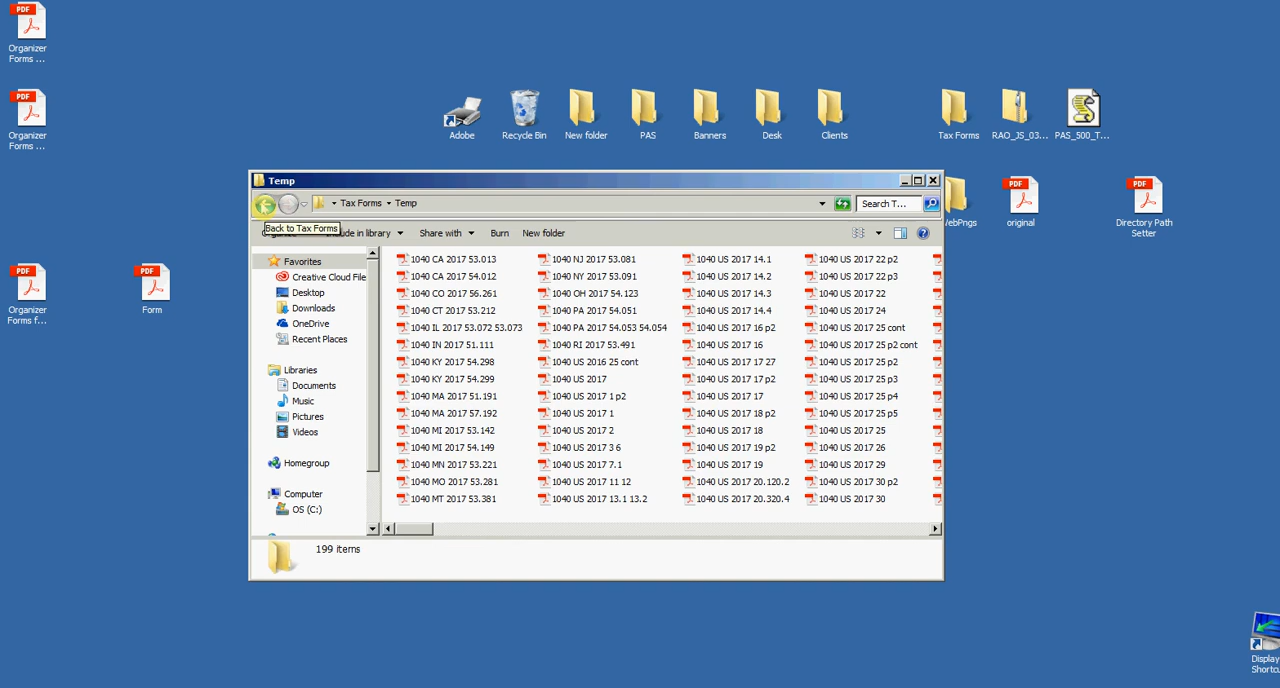 PDF
Organizer
Forms ...
PDF
Organizer
Forms ...
PDF
Organizer
Forms f...
PDF
Form
Adobe
Recycle Bin
New folder
PAS
Banners
Desk
Clients
Tax Forms
RAO_JS_03...
PAS_500_T...
WebPngs
PDF
original
PDF
Directory Path
Setter
Temp
Tax Forms
Temp
Search T...
Back to Tax Forms
Include in library
Share with
Burn
New folder
Favorites
Creative Cloud File
Desktop
Downloads
OneDrive
Recent Places
Libraries
Documents
Music
Pictures
Videos
Homegroup
Computer
OS (C:)
1040 CA 2017 53.013
1040 CA 2017 54.012
1040 CO 2017 56.261
1040 CT 2017 53.212
1040 IL 2017 53.072 53.073
1040 IN 2017 51.111
1040 KY 2017 54.298
1040 KY 2017 54.299
1040 MA 2017 51.191
1040 MA 2017 57.192
1040 MI 2017 53.142
1040 MI 2017 54.149
1040 MN 2017 53.221
1040 MO 2017 53.281
1040 MT 2017 53.381
1040 NJ 2017 53.081
1040 NY 2017 53.091
1040 OH 2017 54.123
1040 PA 2017 54.051
1040 PA 2017 54.053 54.054
1040 RI 2017 53.491
1040 US 2016 25 cont
1040 US 2017
1040 US 2017 1 p2
1040 US 2017 1
1040 US 2017 2
1040 US 2017 3 6
1040 US 2017 7.1
1040 US 2017 11 12
1040 US 2017 13.1 13.2
1040 US 2017 14.1
1040 US 2017 14.2
1040 US 2017 14.3
1040 US 2017 14.4
1040 US 2017 16 p2
1040 US 2017 16
1040 US 2017 17 27
1040 US 2017 17 p2
1040 US 2017 17
1040 US 2017 18 p2
1040 US 2017 18
1040 US 2017 19 p2
1040 US 2017 19
1040 US 2017 20.120.2
1040 US 2017 20.320.4
1040 US 2017 22 p2
1040 US 2017 22 p3
1040 US 2017 22
1040 US 2017 24
1040 US 2017 25 cont
1040 US 2017 25 p2 cont
1040 US 2017 25 p2
1040 US 2017 25 p3
1040 US 2017 25 p4
1040 US 2017 25 p5
1040 US 2017 25
1040 US 2017 26
1040 US 2017 29
1040 US 2017 30 p2
1040 US 2017 30
199 items
Display
Shortc